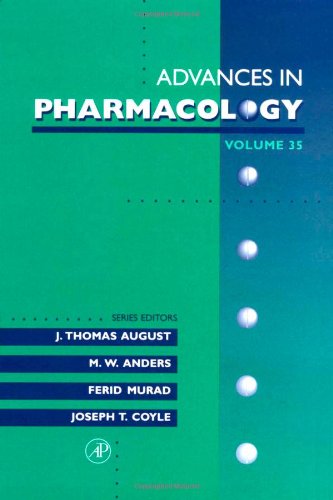 ADVANCES IN
PHARMACOLOGY
VOLUME 35
SERIES EDITORS
J. THOMAS AUGUST
M. W. ANDERS
FERID MURAD
JOSEPH T. COYLE
AP